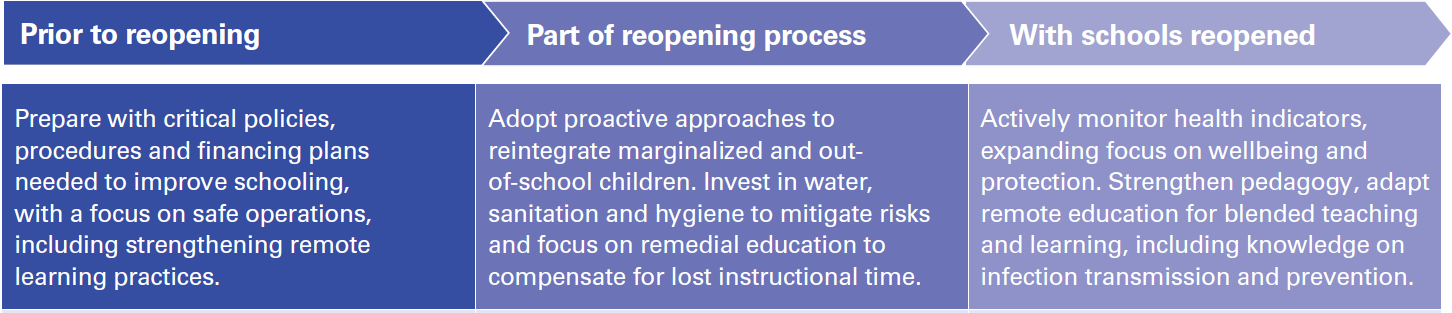 Prior to reopening
Part of reopening process
With schools reopened
Prepare with critical policies,
procedures and financing plans
needed to improve schooling,
with a focus on safe operations,
including strengthening remote
learning practices.
Adopt proactive approaches to
reintegrate marginalized and out-
of-school children. Invest in water,
sanitation and hygiene to mitigate risks
and focus on remedial education to
compensate for lost instructional time.
Actively monitor health indicators,
expanding focus on wellbeing and
protection. Strengthen pedagogy, adapt
remote education for blended teaching
and learning, including knowledge on
infection transmission and prevention.